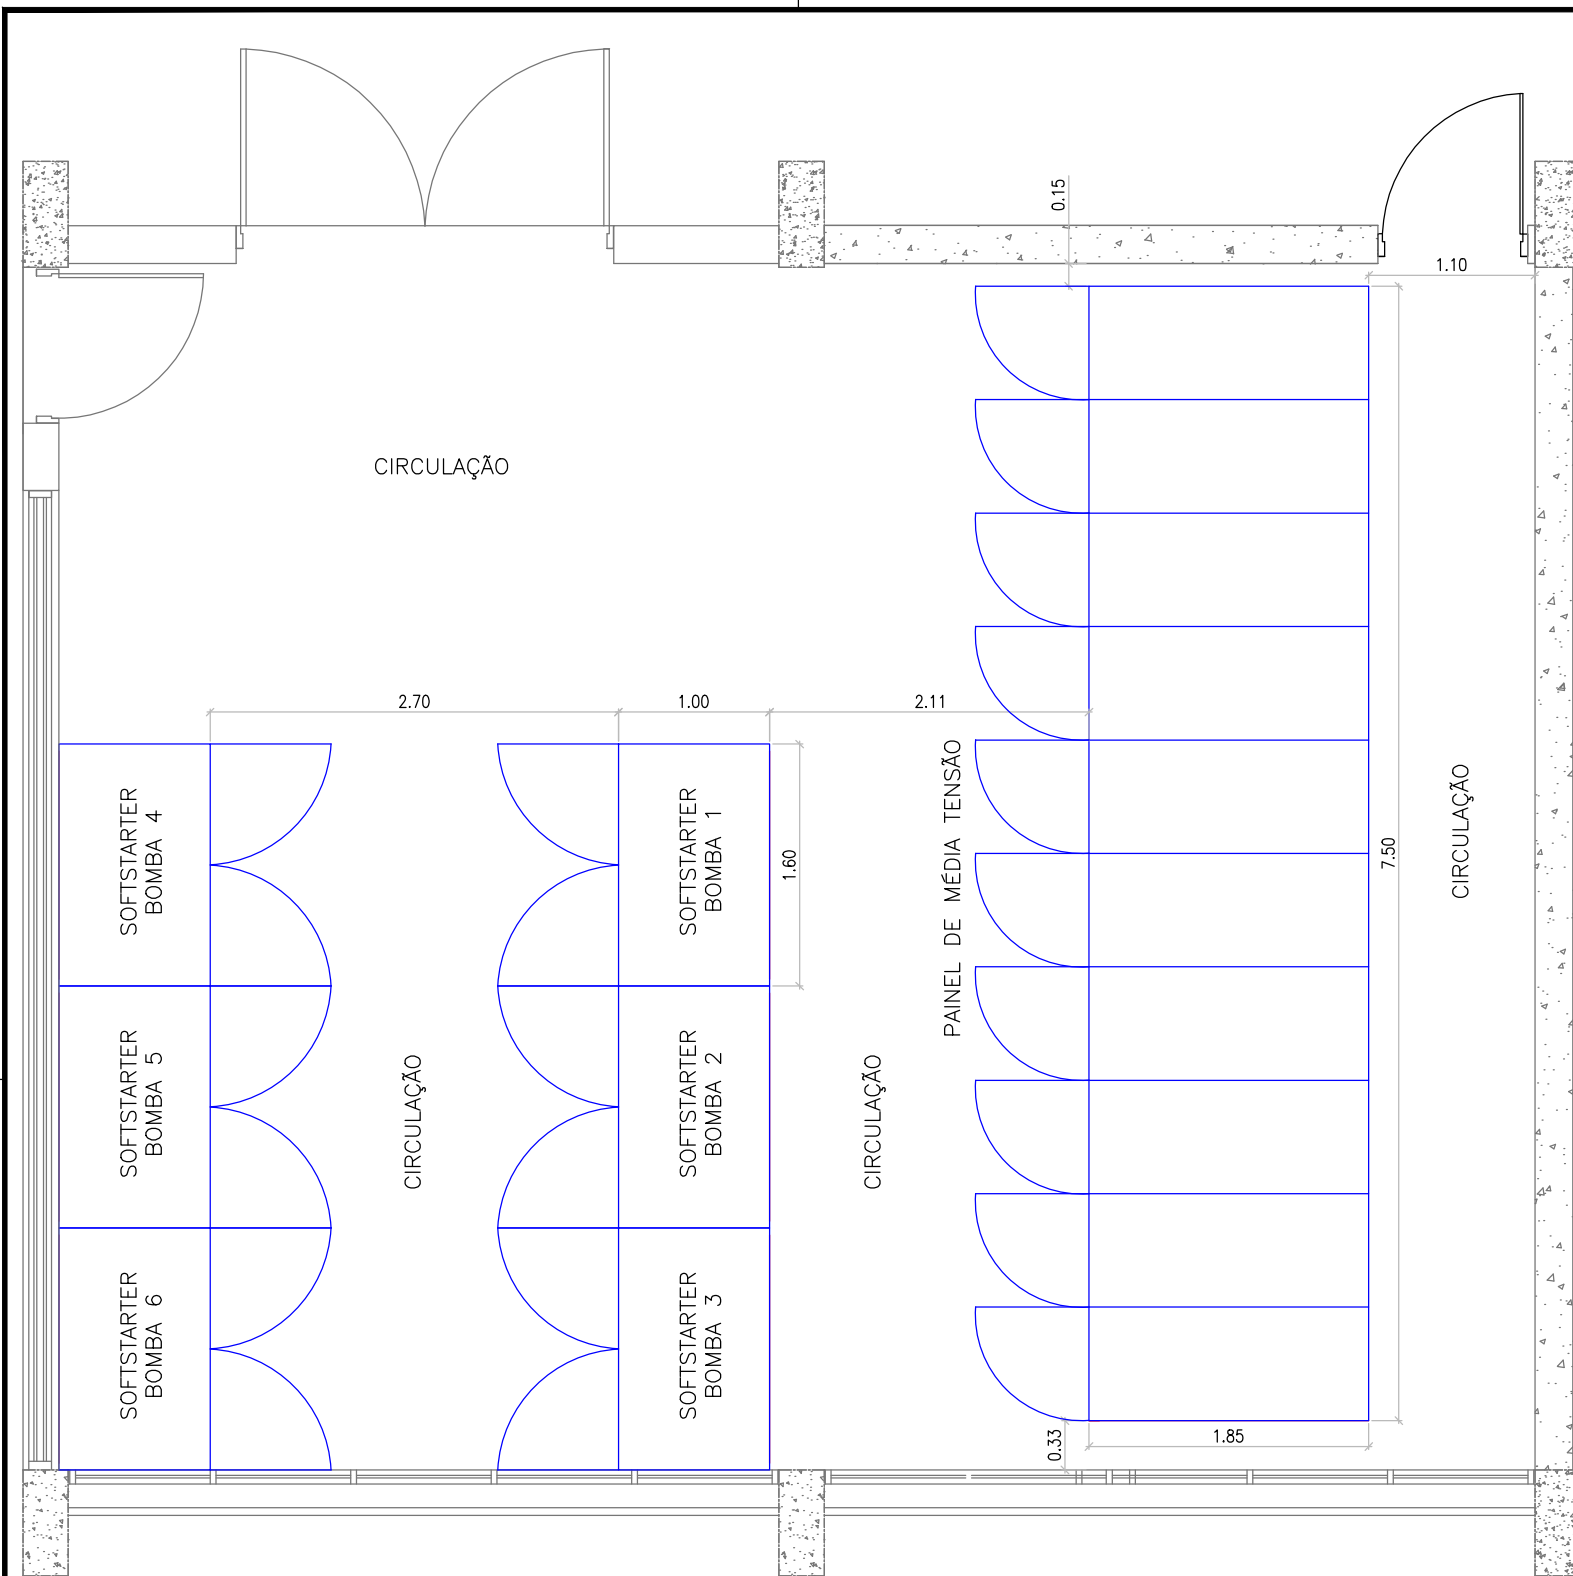 0.15
1.10
CIRCULAÇÃO
2.70
1.00
2.11
SOFTSTARTER
BOMBA 4
SOFTSTARTER
BOMBA 1
1.60
PAINEL DE MÉDIA TENSÃO
7.50
CIRCULAÇÃO
SOFTSTARTER
BOMBA 5
CIRCULAÇÃO
SOFTSTARTER
BOMBA 2
CIRCULAÇÃO
SOFTSTARTER
BOMBA 6
SOFTSTARTER
BOMBA 3
0.33
1.85